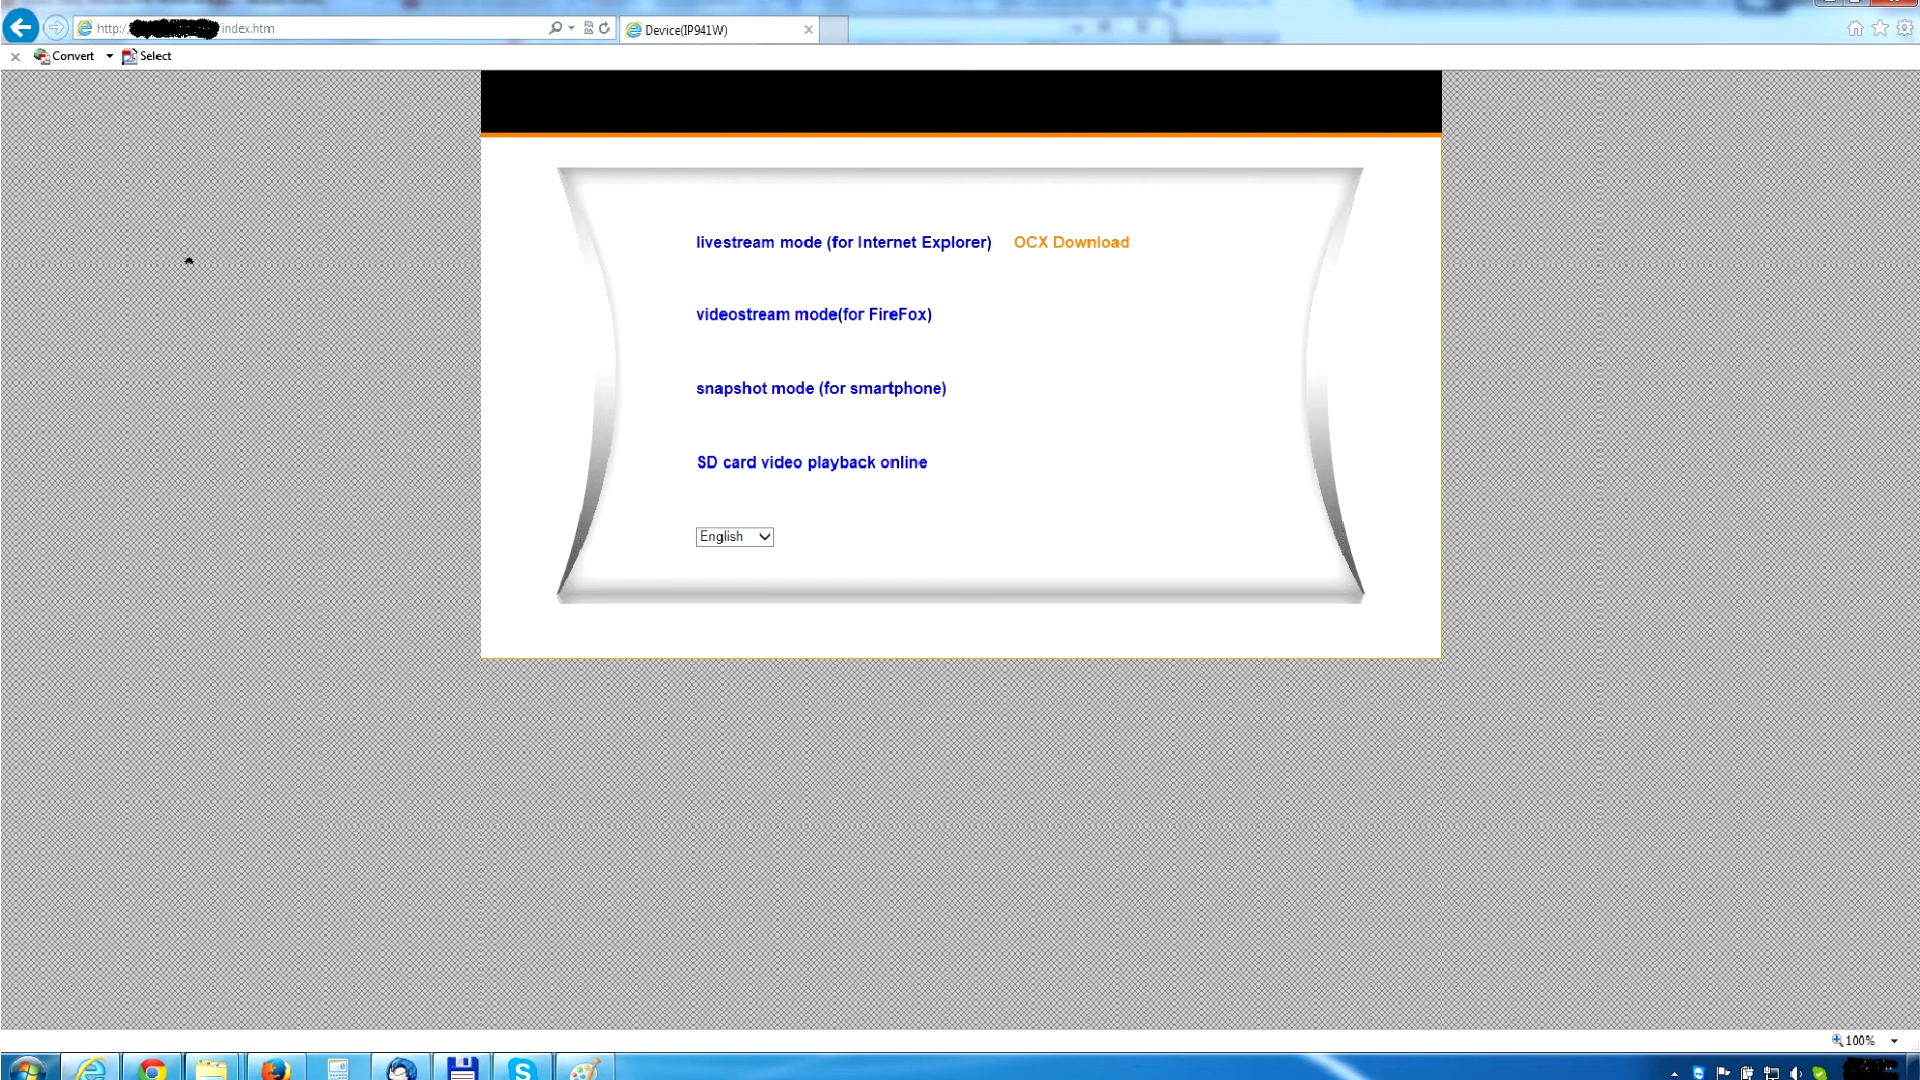 http:// /index.htm
Device(IP941W)
Convert Select
livestream mode (for Internet Explorer) OCX Download
videostream mode(for FireFox)
snapshot mode (for smartphone)
SD card video playback online
English
100%